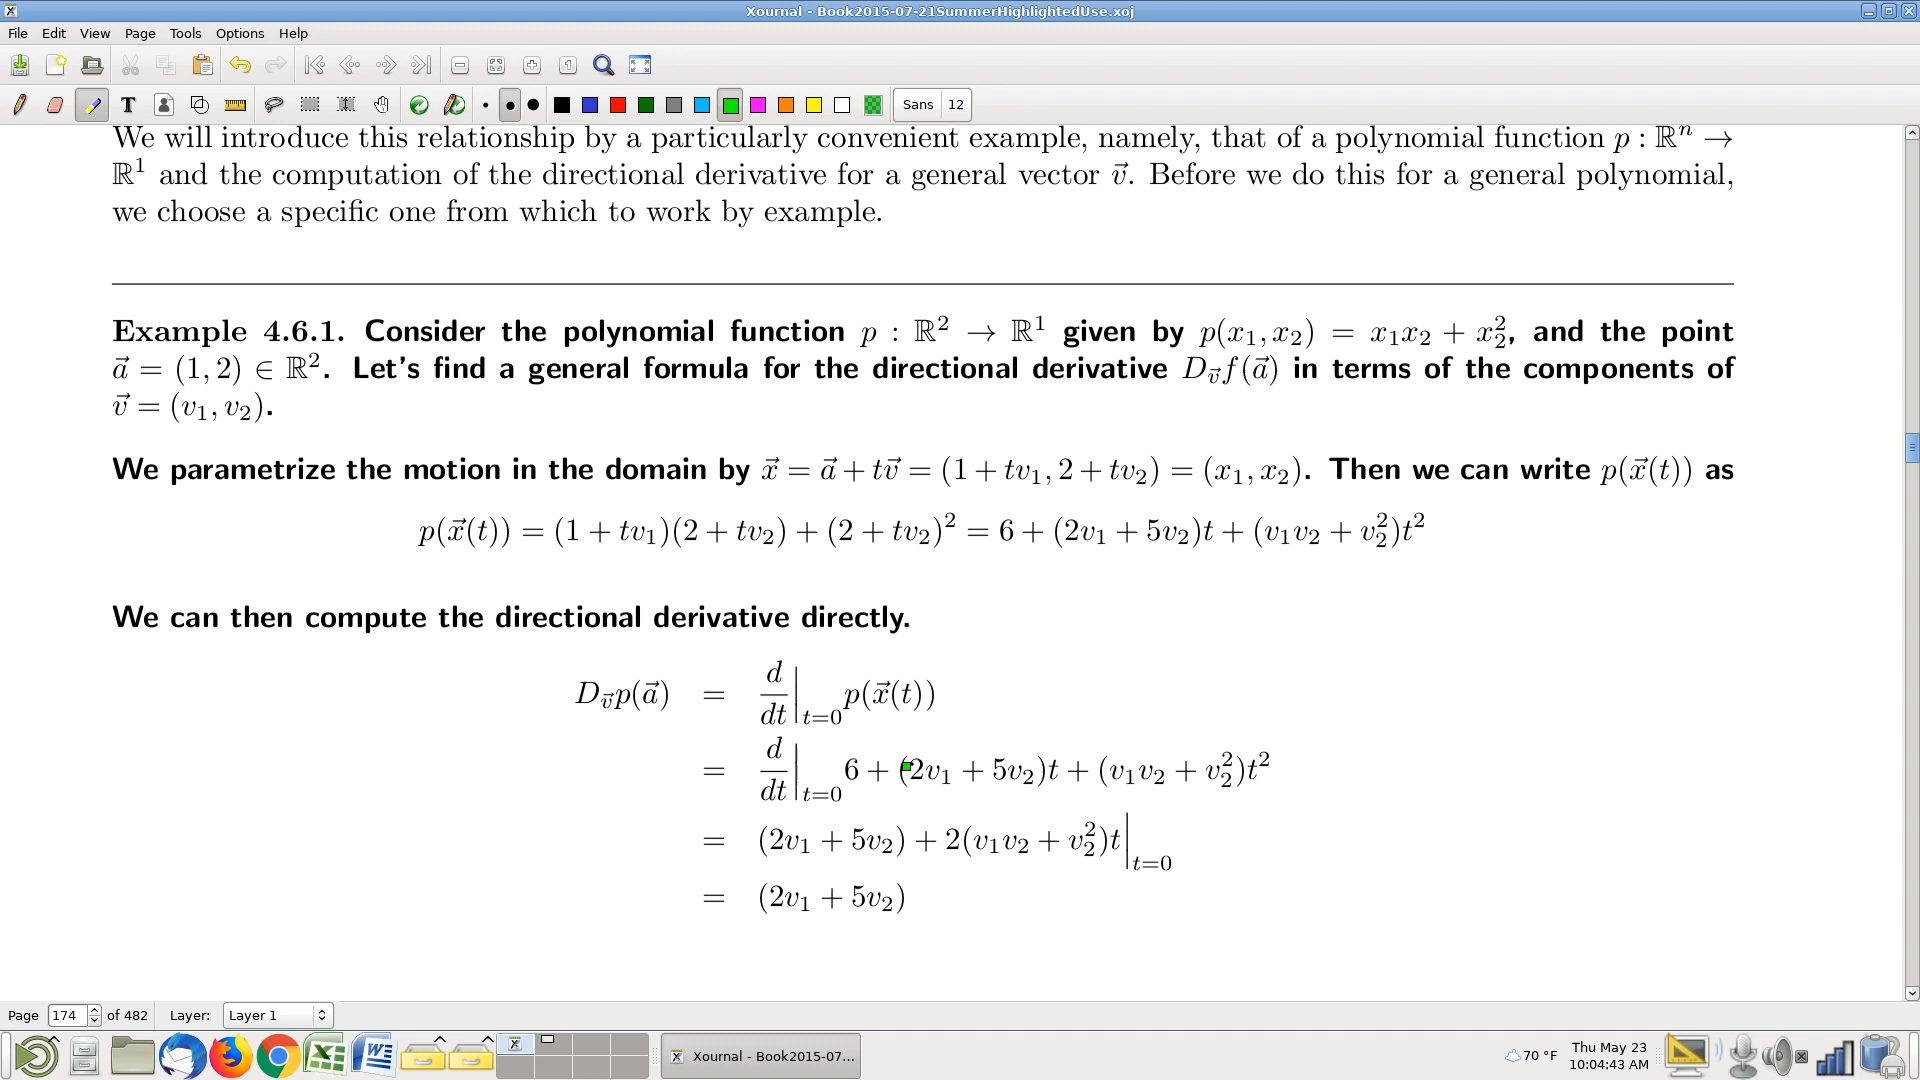 Xournal - Book2015-07-21SummerHighlightedUse.xoj
File Edit View Page Tools Options Help
Sans 12
We will introduce this relationship by a particularly convenient example, namely, that of a polynomial function p : ℝⁿ →
ℝ¹ and the computation of the directional derivative for a general vector v⃗. Before we do this for a general polynomial,
we choose a specific one from which to work by example.
Example 4.6.1. Consider the polynomial function p : ℝ² → ℝ¹ given by p(x₁, x₂) = x₁x₂ + x₂², and the point
a⃗ = (1, 2) ∈ ℝ². Let's find a general formula for the directional derivative D_v⃗ f(a⃗) in terms of the components of
v⃗ = (v₁, v₂).
We parametrize the motion in the domain by x⃗ = a⃗ + tv⃗ = (1 + tv₁, 2 + tv₂) = (x₁, x₂). Then we can write p(x⃗(t)) as
p(x⃗(t)) = (1 + tv₁)(2 + tv₂) + (2 + tv₂)² = 6 + (2v₁ + 5v₂)t + (v₁v₂ + v₂²)t²
We can then compute the directional derivative directly.
D_v⃗ p(a⃗) = d/dt |_{t=0} p(x⃗(t))
= d/dt |_{t=0} 6 + (2v₁ + 5v₂)t + (v₁v₂ + v₂²)t²
= (2v₁ + 5v₂) + 2(v₁v₂ + v₂²)t |_{t=0}
= (2v₁ + 5v₂)
Page 174 of 482 Layer: Layer 1
Xournal - Book2015-07...
70 °F
Thu May 23
10:04:43 AM